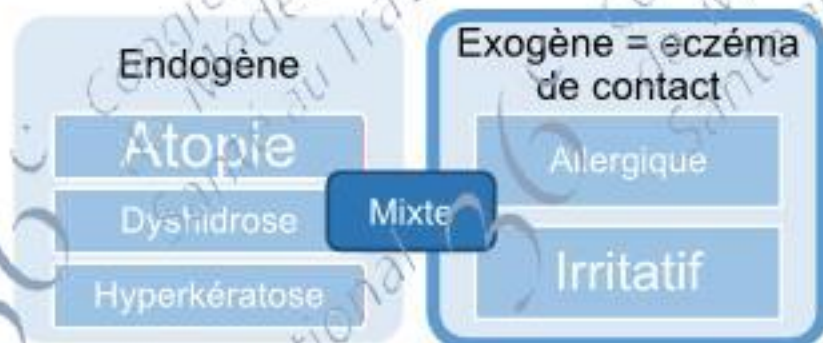 Endogène
Atopie
Dyshidrose
Hyperkératose
Mixte
Exogène = eczéma
de contact
Allergique
Irritatif